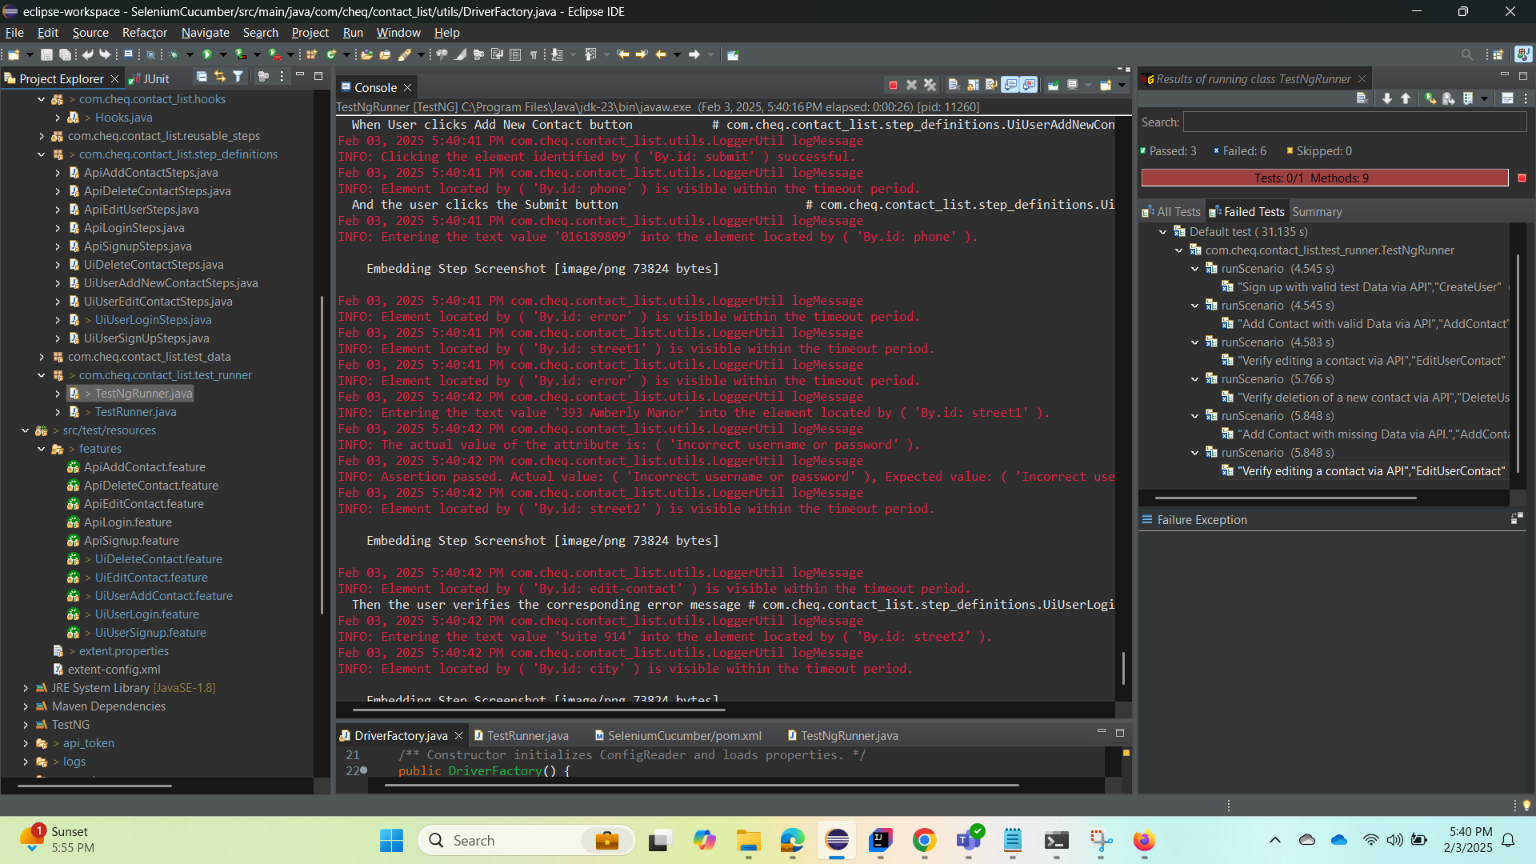 eclipse-workspace - SeleniumCucumber/src/main/java/com/cheq/contact_list/utils/DriverFactory.java - Eclipse IDE
File Edit Source Refactor Navigate Search Project Run Window Help
Project Explorer JUnit
com.cheq.contact_list.hooks
> Hooks.java
com.cheq.contact_list.reusable_steps
> com.cheq.contact_list.step_definitions
ApiAddContactSteps.java
ApiDeleteContactSteps.java
ApiEditUserSteps.java
ApiLoginSteps.java
ApiSignupSteps.java
UiDeleteContactSteps.java
UiUserAddNewContactSteps.java
UiUserEditContactSteps.java
> UiUserLoginSteps.java
UiUserSignUpSteps.java
com.cheq.contact_list.test_data
> com.cheq.contact_list.test_runner
> TestNgRunner.java
> TestRunner.java
> src/test/resources
> features
ApiAddContact.feature
ApiDeleteContact.feature
ApiEditContact.feature
ApiLogin.feature
ApiSignup.feature
> UiDeleteContact.feature
> UiEditContact.feature
> UiUserAddContact.feature
> UiUserLogin.feature
> UiUserSignup.feature
> extent.properties
extent-config.xml
JRE System Library [JavaSE-1.8]
Maven Dependencies
TestNG
> api_token
> logs
Console
TestNgRunner [TestNG] C:\Program Files\Java\jdk-23\bin\javaw.exe (Feb 3, 2025, 5:40:16 PM elapsed: 0:00:26) [pid: 11260]
When User clicks Add New Contact button # com.cheq.contact_list.step_definitions.UiUserAddNewCon
Feb 03, 2025 5:40:41 PM com.cheq.contact_list.utils.LoggerUtil logMessage
INFO: Clicking the element identified by ( 'By.id: submit' ) successful.
Feb 03, 2025 5:40:41 PM com.cheq.contact_list.utils.LoggerUtil logMessage
INFO: Element located by ( 'By.id: phone' ) is visible within the timeout period.
And the user clicks the Submit button # com.cheq.contact_list.step_definitions.Ui
Feb 03, 2025 5:40:41 PM com.cheq.contact_list.utils.LoggerUtil logMessage
INFO: Entering the text value '016189809' into the element located by ( 'By.id: phone' ).
Embedding Step Screenshot [image/png 73824 bytes]
Feb 03, 2025 5:40:41 PM com.cheq.contact_list.utils.LoggerUtil logMessage
INFO: Element located by ( 'By.id: error' ) is visible within the timeout period.
Feb 03, 2025 5:40:41 PM com.cheq.contact_list.utils.LoggerUtil logMessage
INFO: Element located by ( 'By.id: street1' ) is visible within the timeout period.
Feb 03, 2025 5:40:41 PM com.cheq.contact_list.utils.LoggerUtil logMessage
INFO: Element located by ( 'By.id: error' ) is visible within the timeout period.
Feb 03, 2025 5:40:42 PM com.cheq.contact_list.utils.LoggerUtil logMessage
INFO: Entering the text value '393 Amberly Manor' into the element located by ( 'By.id: street1' ).
Feb 03, 2025 5:40:42 PM com.cheq.contact_list.utils.LoggerUtil logMessage
INFO: The actual value of the attribute is: ( 'Incorrect username or password' ).
Feb 03, 2025 5:40:42 PM com.cheq.contact_list.utils.LoggerUtil logMessage
INFO: Assertion passed. Actual value: ( 'Incorrect username or password' ), Expected value: ( 'Incorrect use
Feb 03, 2025 5:40:42 PM com.cheq.contact_list.utils.LoggerUtil logMessage
INFO: Element located by ( 'By.id: street2' ) is visible within the timeout period.
Embedding Step Screenshot [image/png 73824 bytes]
Feb 03, 2025 5:40:42 PM com.cheq.contact_list.utils.LoggerUtil logMessage
INFO: Element located by ( 'By.id: edit-contact' ) is visible within the timeout period.
Then the user verifies the corresponding error message # com.cheq.contact_list.step_definitions.UiUserLogi
Feb 03, 2025 5:40:42 PM com.cheq.contact_list.utils.LoggerUtil logMessage
INFO: Entering the text value 'Suite 914' into the element located by ( 'By.id: street2' ).
Feb 03, 2025 5:40:42 PM com.cheq.contact_list.utils.LoggerUtil logMessage
INFO: Element located by ( 'By.id: city' ) is visible within the timeout period.
Embedding Step Screenshot [image/png 73824 bytes]
DriverFactory.java TestRunner.java SeleniumCucumber/pom.xml TestNgRunner.java
21 /** Constructor initializes ConfigReader and loads properties. */
22 public DriverFactory() {
Results of running class TestNgRunner
Search:
Passed: 3 Failed: 6 Skipped: 0
Tests: 0/1 Methods: 9
All Tests Failed Tests Summary
Default test ( 31.135 s)
com.cheq.contact_list.test_runner.TestNgRunner
runScenario (4.545 s)
"Sign up with valid test Data via API","CreateUser" (
runScenario (4.545 s)
"Add Contact with valid Data via API","AddContact"
runScenario (4.583 s)
"Verify editing a contact via API","EditUserContact"
runScenario (5.766 s)
"Verify deletion of a new contact via API","DeleteUs
runScenario (5.848 s)
"Add Contact with missing Data via API.","AddConta
runScenario (5.848 s)
"Verify editing a contact via API","EditUserContact"
Failure Exception
1
Sunset
5:55 PM
Search
5:40 PM
2/3/2025